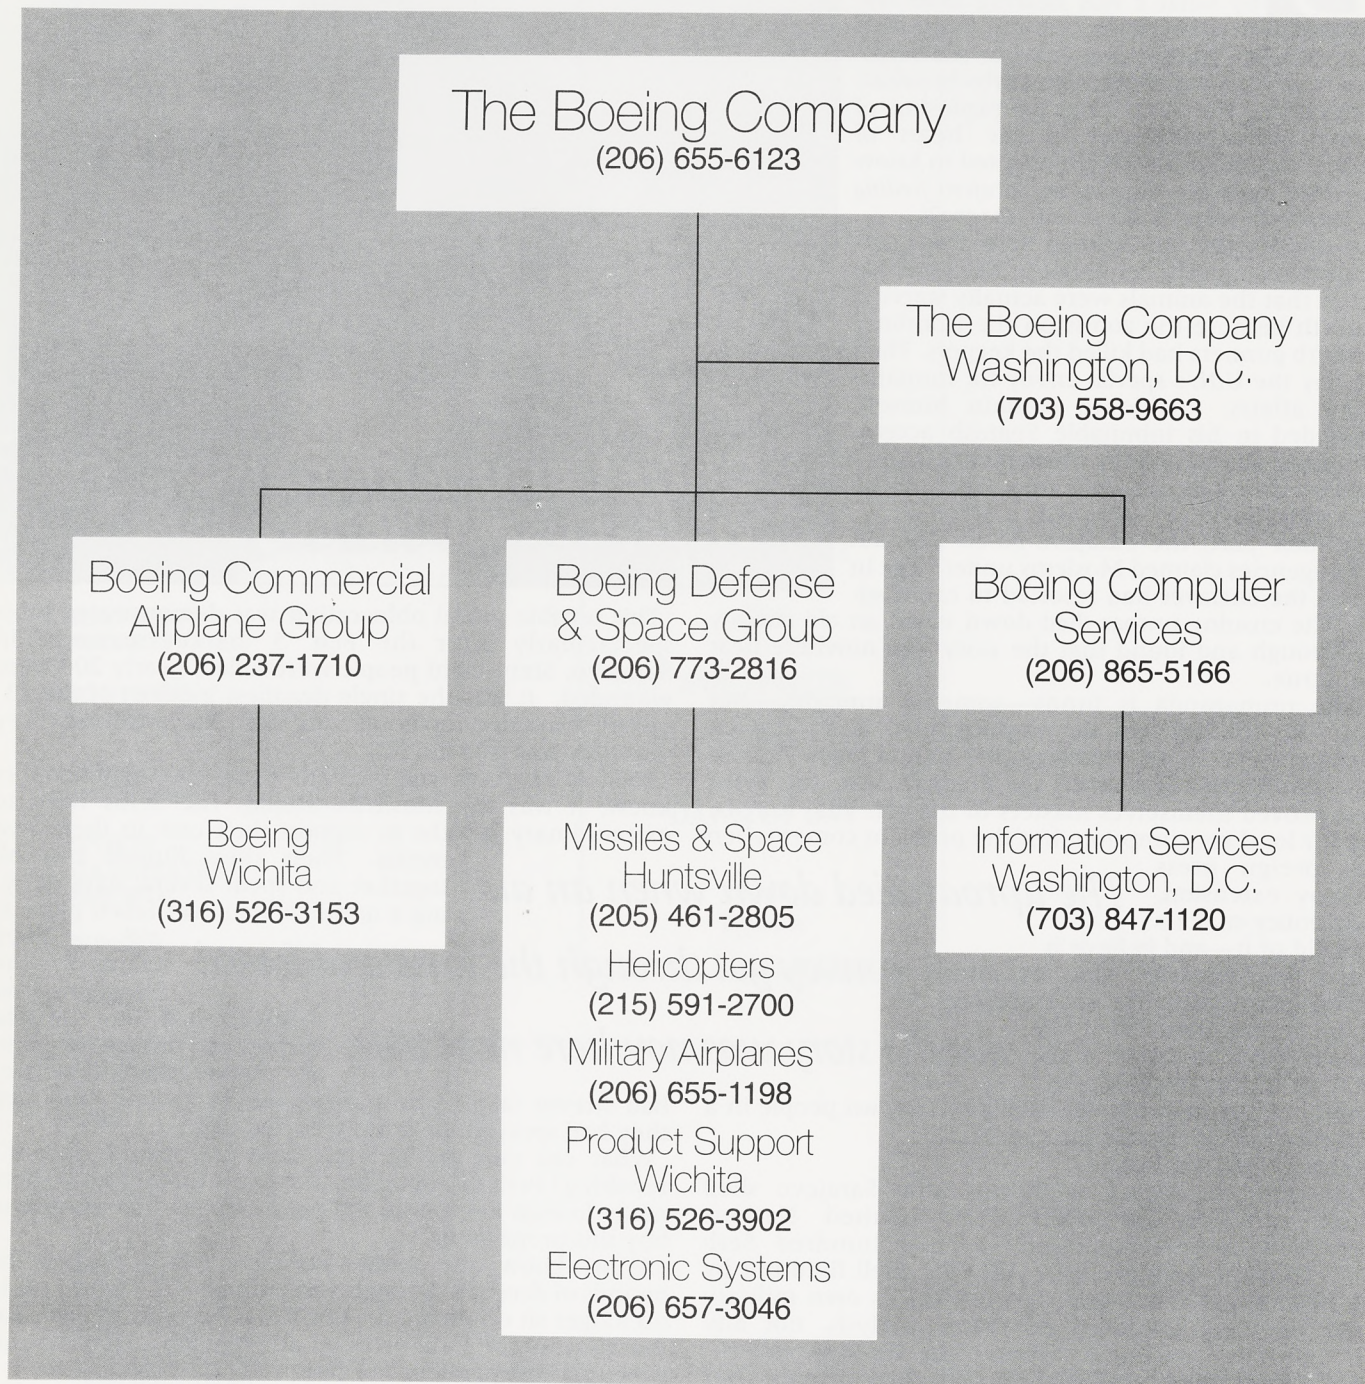 The Boeing Company
(206) 655-6123
The Boeing Company
Washington, D.C.
(703) 558-9663
Boeing Commercial
Airplane Group
(206) 237-1710
Boeing Defense
& Space Group
(206) 773-2816
Boeing Computer
Services
(206) 865-5166
Boeing
Wichita
(316) 526-3153
Missiles & Space
Huntsville
(205) 461-2805
Helicopters
(215) 591-2700
Military Airplanes
(206) 655-1198
Product Support
Wichita
(316) 526-3902
Electronic Systems
(206) 657-3046
Information Services
Washington, D.C.
(703) 847-1120